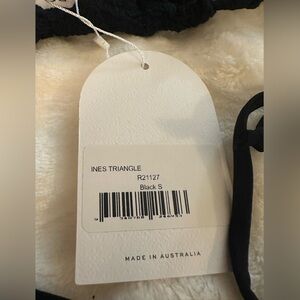 INES TRIANGLE
R21127
Black S
MADE IN AUSTRALIA